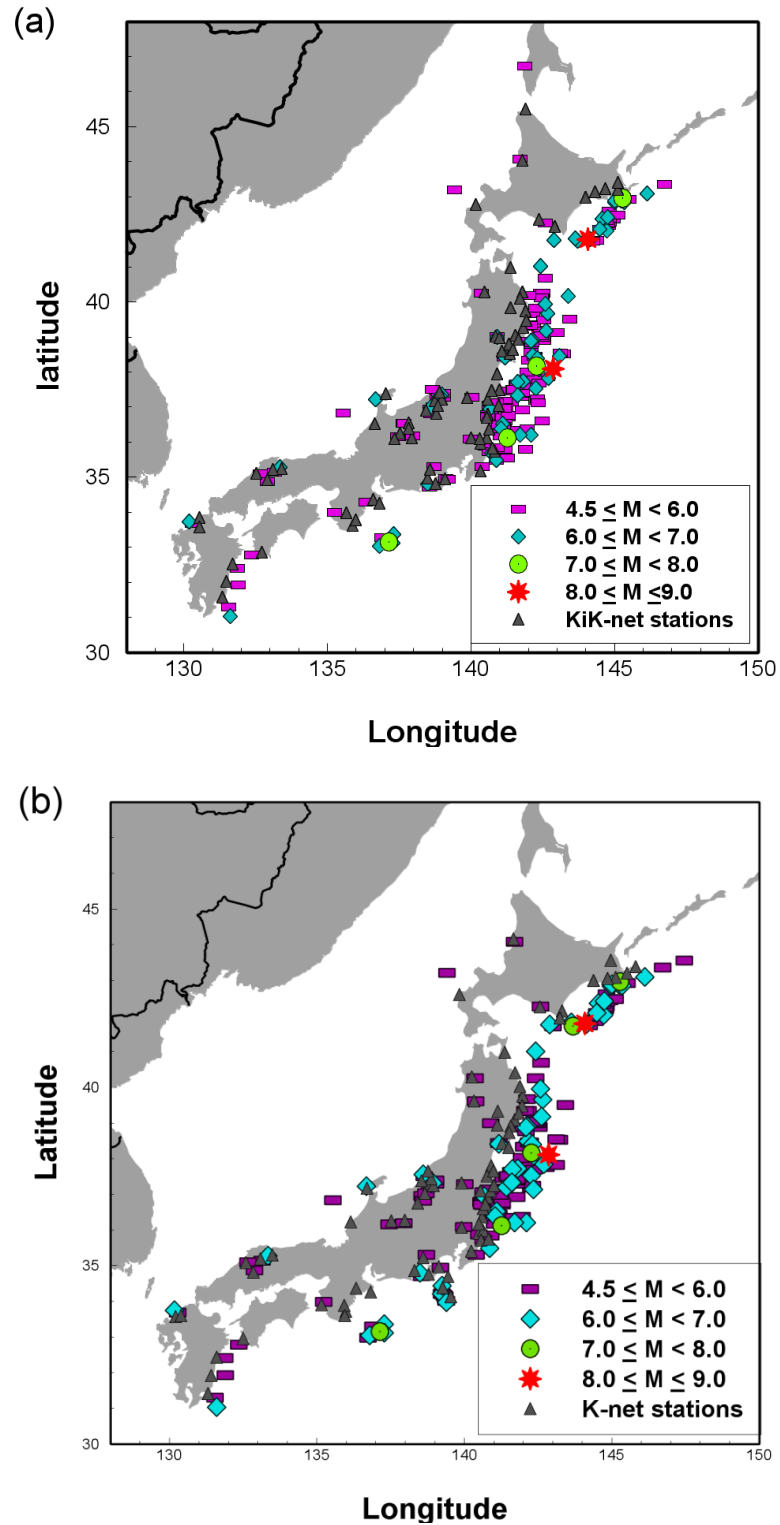 (a)
45
40
35
30
130
135
140
145
150
latitude
Longitude
4.5 ≤ M < 6.0
6.0 ≤ M < 7.0
7.0 ≤ M < 8.0
8.0 ≤ M ≤9.0
KiK-net stations
(b)
45
40
35
30
130
135
140
145
150
Latitude
Longitude
4.5 ≤ M < 6.0
6.0 ≤ M < 7.0
7.0 ≤ M < 8.0
8.0 ≤ M ≤ 9.0
K-net stations